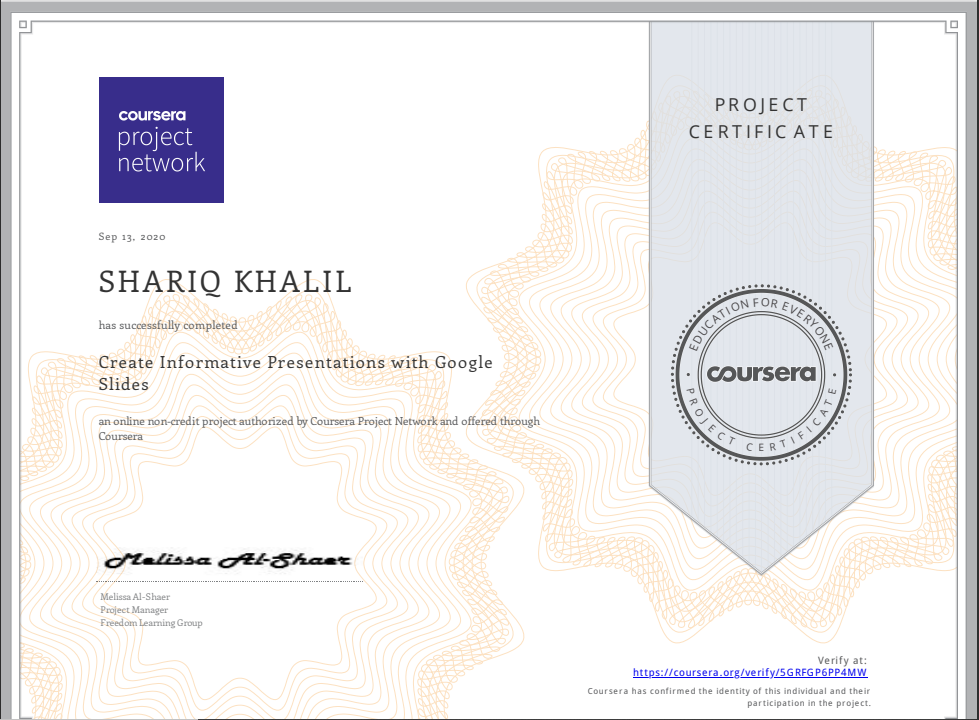 coursera
project
network
PROJECT
CERTIFICATE
Sep 13, 2020
SHARIQ KHALIL
has successfully completed
Create Informative Presentations with Google
Slides
an online non-credit project authorized by Coursera Project Network and offered through
Coursera
EDUCATION FOR EVERYONE
coursera
PROJECT CERTIFICATE
Melissa Al-Shaer
Melissa Al-Shaer
Project Manager
Freedom Learning Group
Verify at:
https://coursera.org/verify/5GRFGP6PP4MW
Coursera has confirmed the identity of this individual and their
participation in the project.